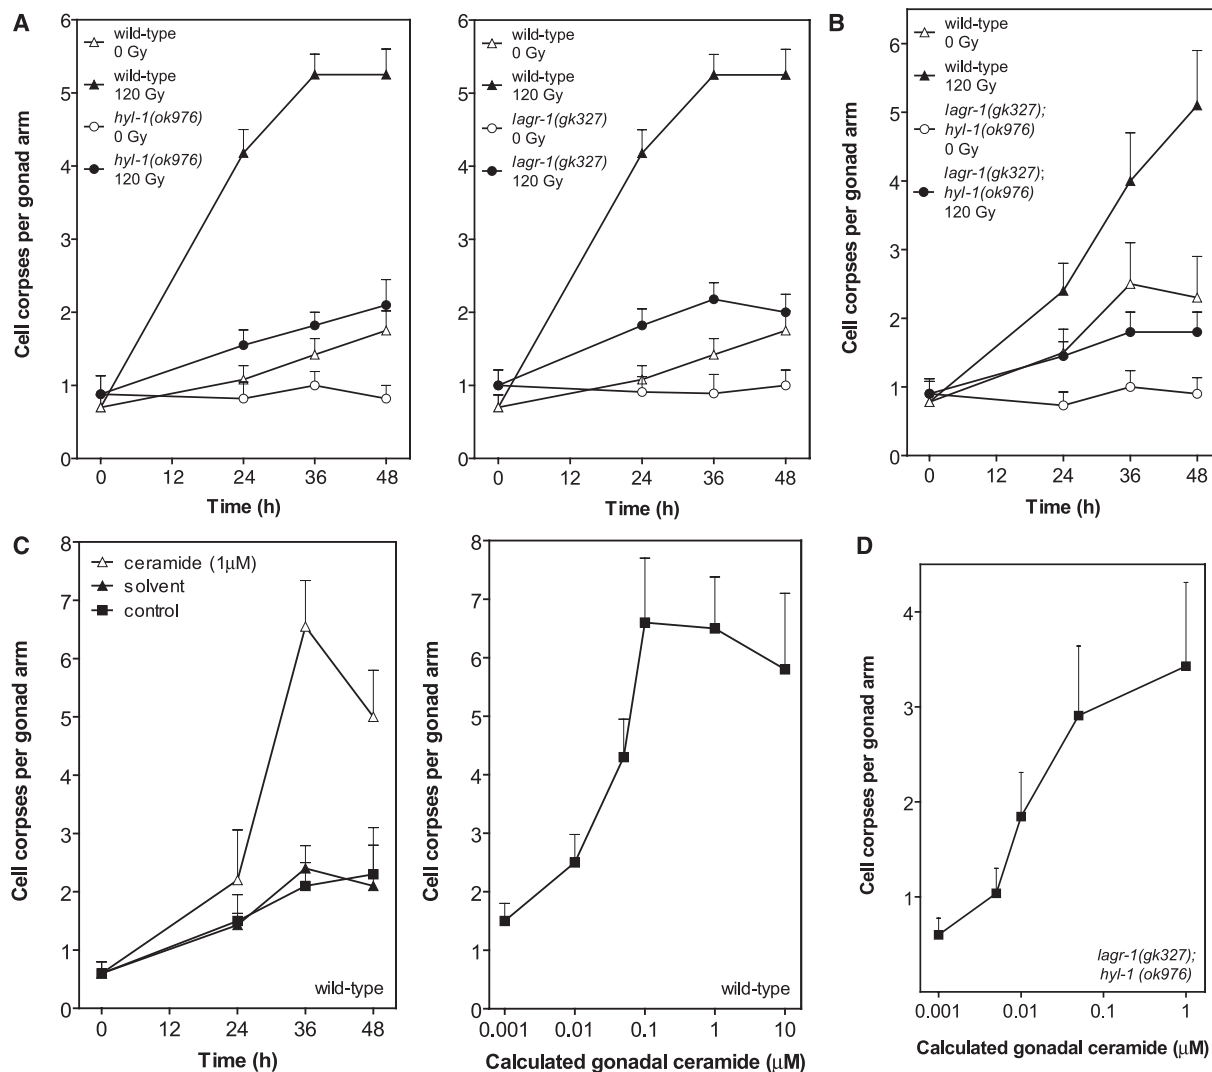 A
wild-type
0 Gy
wild-type
120 Gy
hyl-1(ok976)
0 Gy
hyl-1(ok976)
120 Gy
Cell corpses per gonad arm
6
5
4
3
2
1
0
0 12 24 36 48
Time (h)
wild-type
0 Gy
wild-type
120 Gy
lagr-1(gk327)
0 Gy
lagr-1(gk327)
120 Gy
6
5
4
3
2
1
0
0 12 24 36 48
Time (h)
B
wild-type
0 Gy
wild-type
120 Gy
lagr-1(gk327);
hyl-1(ok976)
0 Gy
lagr-1(gk327);
hyl-1(ok976)
120 Gy
Cell corpses per gonad arm
6
5
4
3
2
1
0
0 12 24 36 48
Time (h)
C
ceramide (1μM)
solvent
control
Cell corpses per gonad arm
8
7
6
5
4
3
2
1
0
wild-type
0 12 24 36 48
Time (h)
Cell corpses per gonad arm
8
7
6
5
4
3
2
1
0
wild-type
0.001 0.01 0.1 1 10
Calculated gonadal ceramide (μM)
D
Cell corpses per gonad arm
4
3
2
1
lagr-1(gk327);
hyl-1 (ok976)
0.001 0.01 0.1 1
Calculated gonadal ceramide (μM)